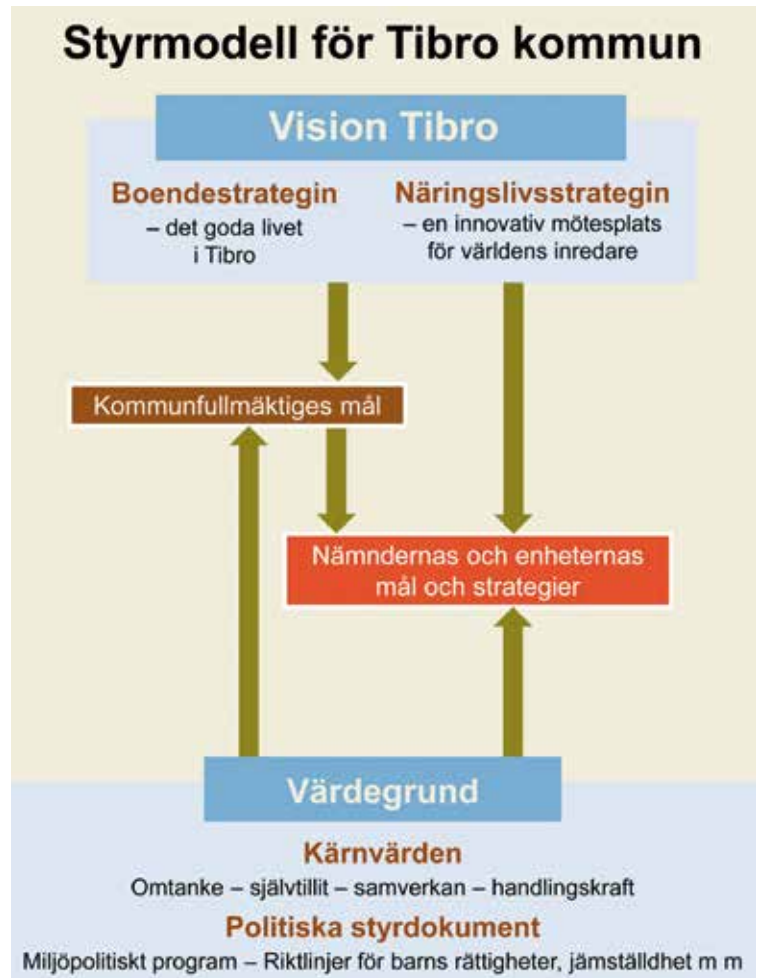 Styrmodell för Tibro kommun
Vision Tibro
Boendestrategin
– det goda livet
i Tibro
Näringslivsstrategin
– en innovativ mötesplats
för världens inredare
Kommunfullmäktiges mål
Nämndernas och enheternas
mål och strategier
Värdegrund
Kärnvärden
Omtanke – självtillit – samverkan – handlingskraft
Politiska styrdokument
Miljöpolitiskt program – Riktlinjer för barns rättigheter, jämställdhet m m